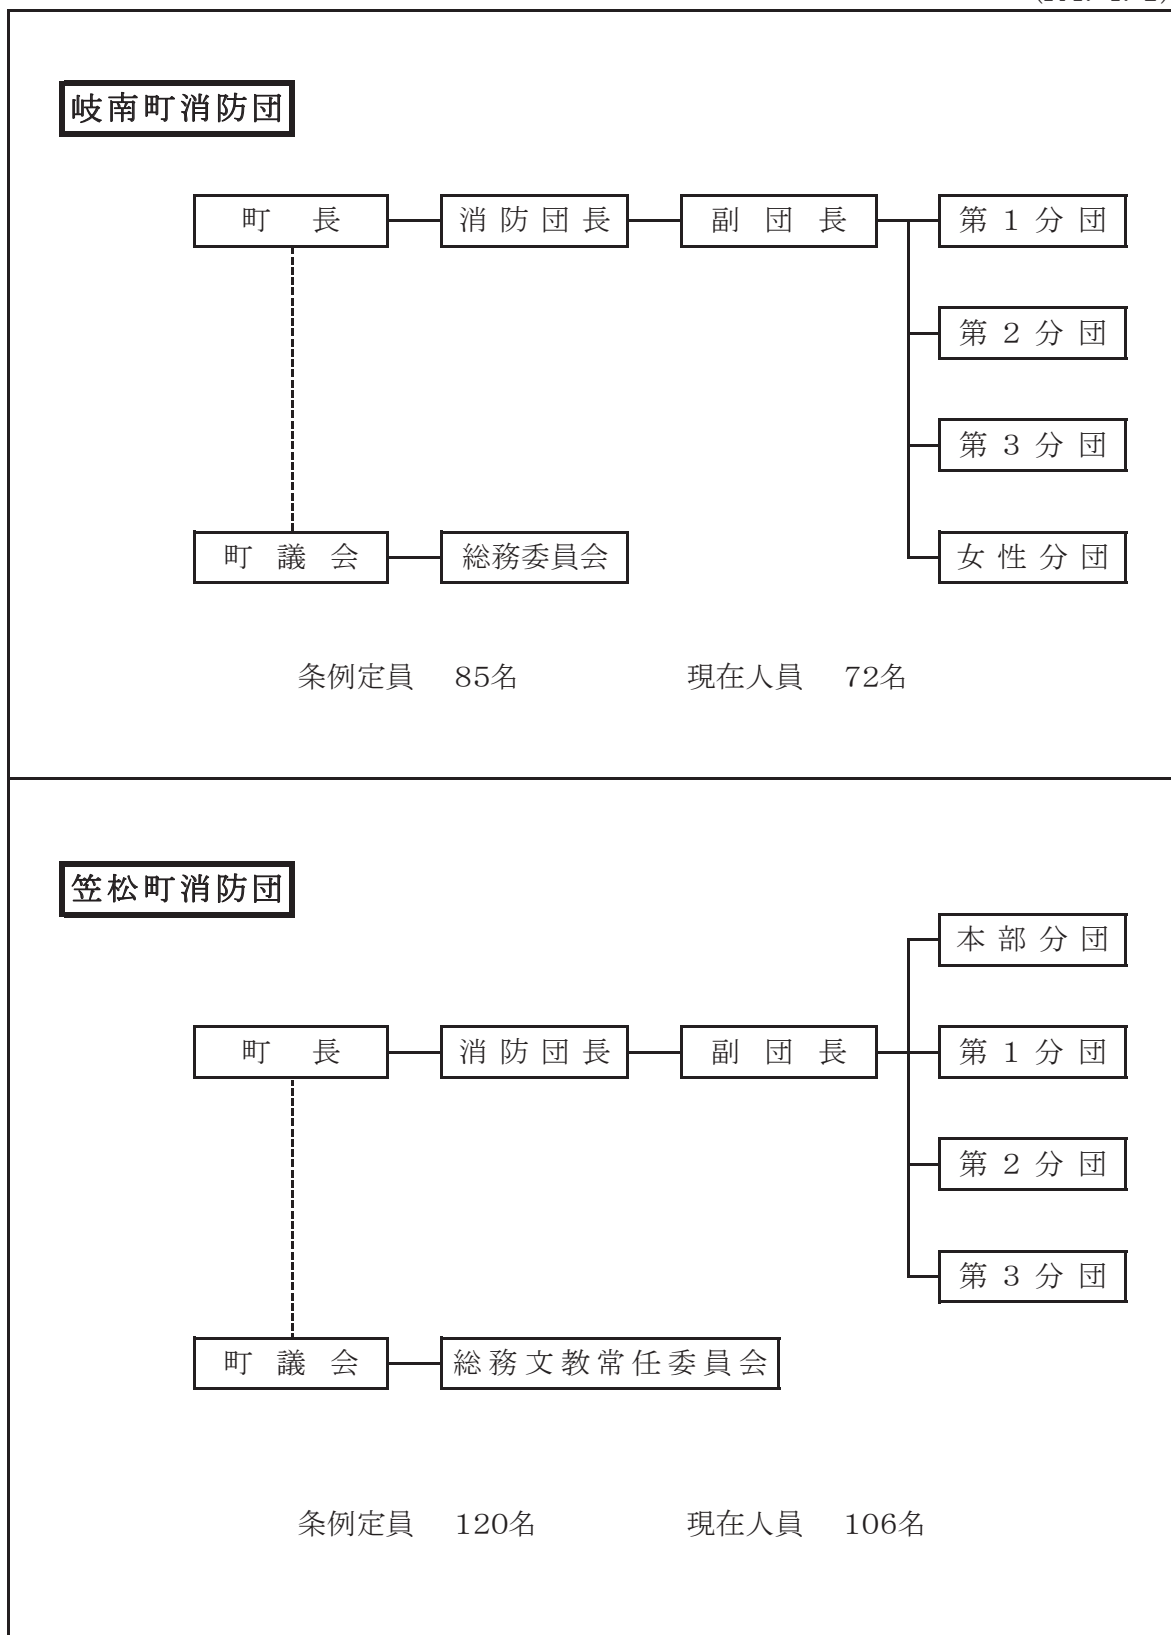 岐南町消防団
町長 消防団長 副団長 第1分団
第2分団
第3分団
町議会 総務委員会 女性分団
条例定員 85名 現在人員 72名
笠松町消防団
本部分団
町長 消防団長 副団長 第1分団
第2分団
第3分団
町議会 総務文教常任委員会
条例定員 120名 現在人員 106名